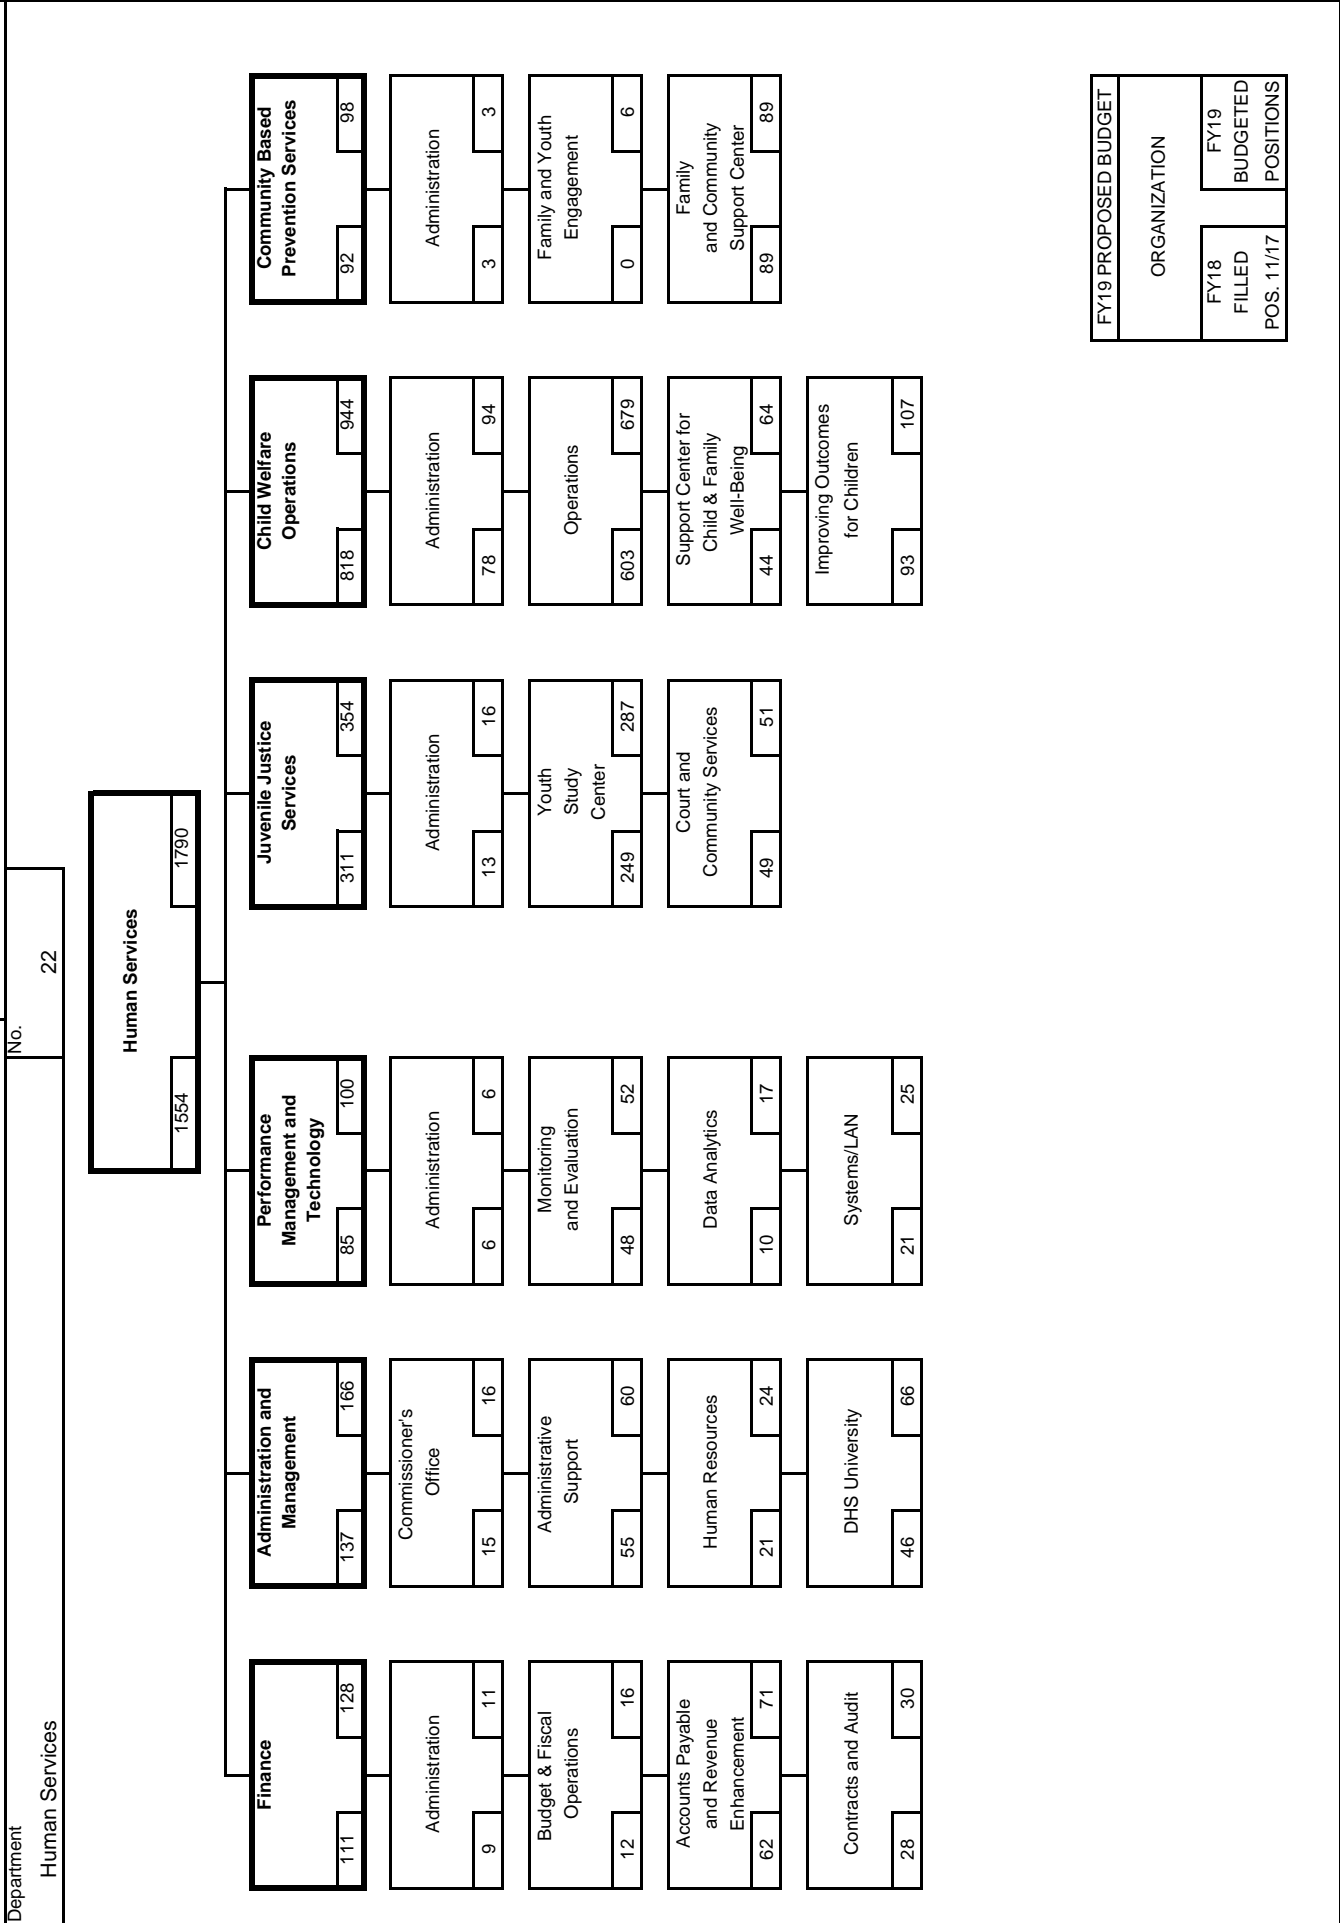 Department
No.
Human Services
22
Human Services
1554
1790
Finance
111
128
Administration
9
11
Budget & Fiscal
Operations
12
16
Accounts Payable
and Revenue
Enhancement
62
71
Contracts and Audit
28
30
Administration and
Management
137
166
Commissioner's
Office
15
16
Administrative
Support
55
60
Human Resources
21
24
DHS University
46
66
Performance
Management and
Technology
85
100
Administration
6
6
Monitoring
and Evaluation
48
52
Data Analytics
10
17
Systems/LAN
21
25
Juvenile Justice
Services
311
354
Administration
13
16
Youth
Study
Center
249
287
Court and
Community Services
49
51
Child Welfare
Operations
818
944
Administration
78
94
Operations
603
679
Support Center for
Child & Family
Well-Being
44
64
Improving Outcomes
for Children
93
107
Community Based
Prevention Services
92
98
Administration
3
3
Family and Youth
Engagement
0
6
Family
and Community
Support Center
89
89
FY19 PROPOSED BUDGET
ORGANIZATION
FY18
FILLED
POS. 11/17
FY19
BUDGETED
POSITIONS